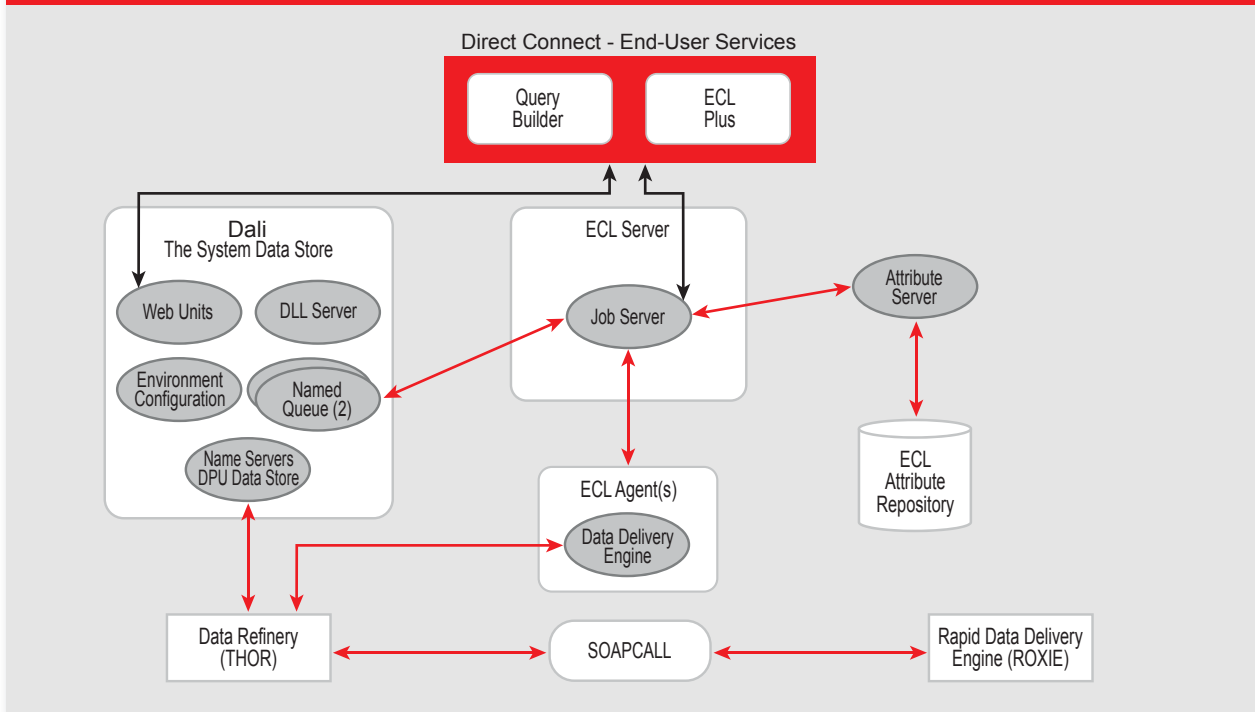 Direct Connect - End-User Services
Query
Builder
ECL
Plus
Dali
The System Data Store
Web Units
DLL Server
Environment
Configuration
Named
Queue (2)
Name Servers
DPU Data Store
ECL Server
Job Server
Attribute
Server
ECL
Attribute
Repository
ECL Agent(s)
Data Delivery
Engine
Data Refinery
(THOR)
SOAPCALL
Rapid Data Delivery
Engine (ROXIE)